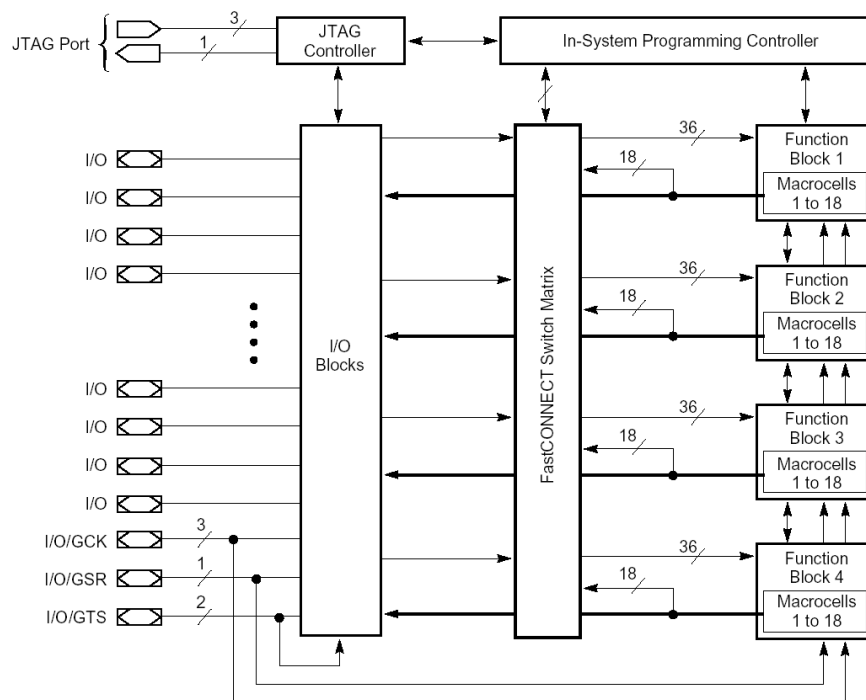 JTAG Port
3
1
JTAG
Controller
In-System Programming Controller
I/O
I/O
I/O
I/O
I/O
I/O
I/O
I/O
I/O/GCK
3
I/O/GSR
1
I/O/GTS
2
I/O
Blocks
FastCONNECT Switch Matrix
36
18
Function
Block 1
Macrocells
1 to 18
36
18
Function
Block 2
Macrocells
1 to 18
36
18
Function
Block 3
Macrocells
1 to 18
36
18
Function
Block 4
Macrocells
1 to 18